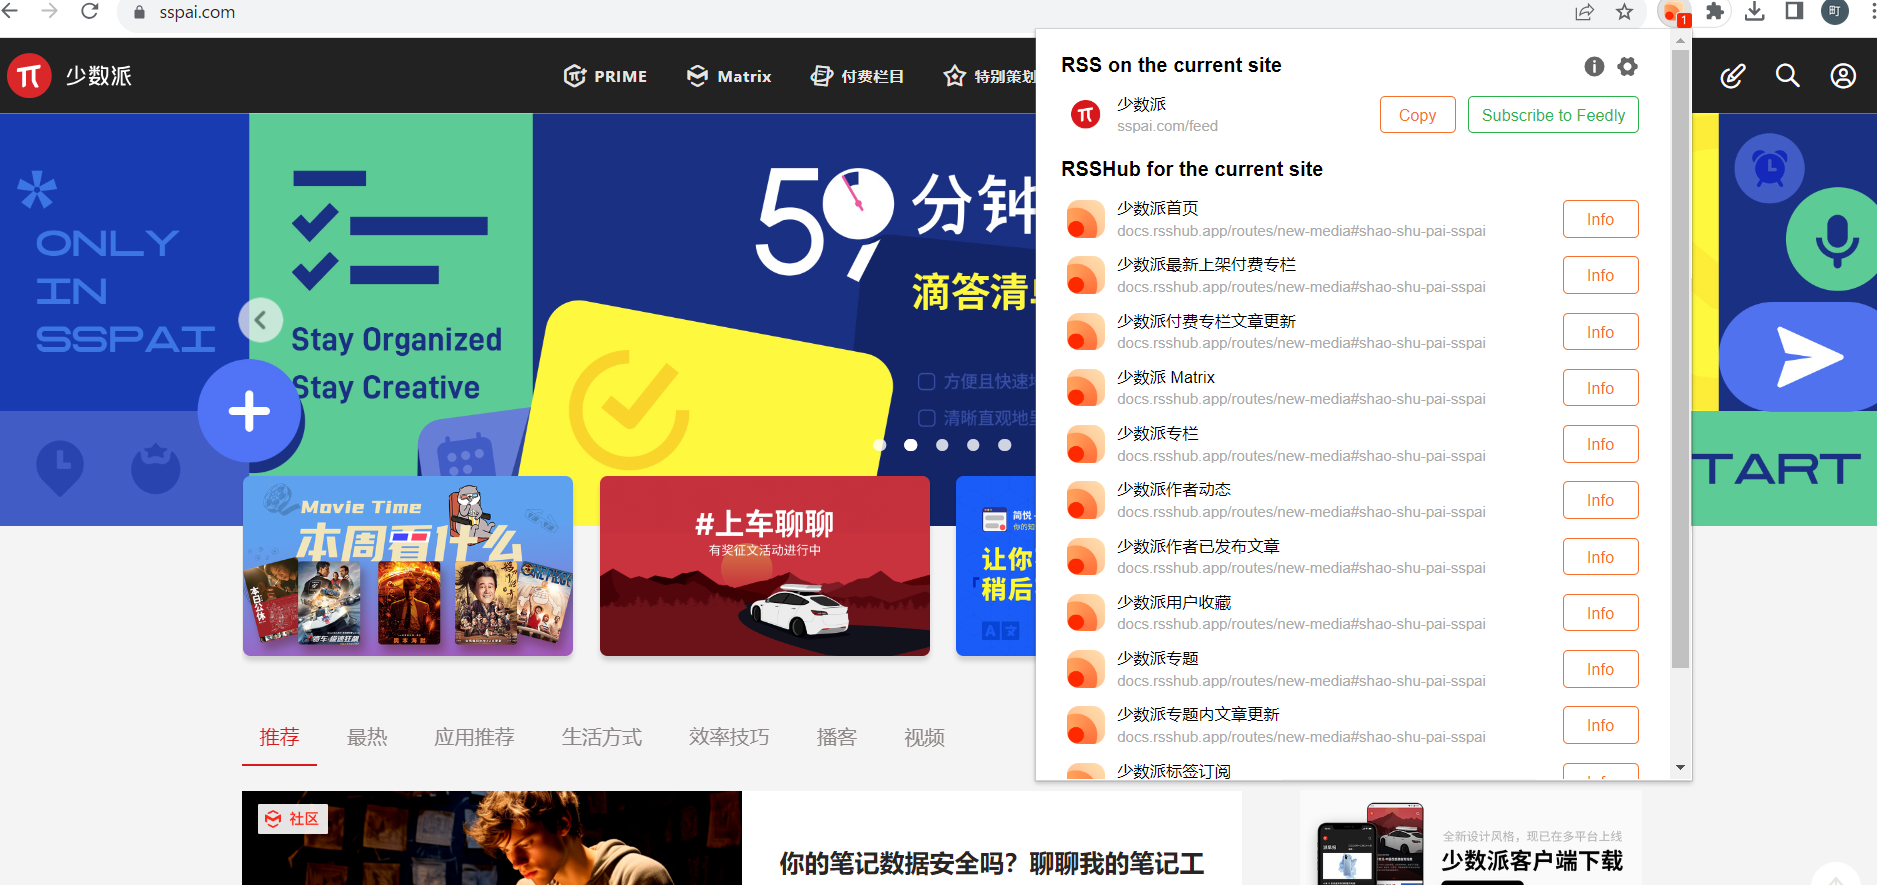 sspai.com
1
町
少数派
PRIME
Matrix
付费栏目
特别策划
RSS on the current site
少数派
sspai.com/feed
Copy
Subscribe to Feedly
RSSHub for the current site
少数派首页
docs.rsshub.app/routes/new-media#shao-shu-pai-sspai
Info
少数派最新上架付费专栏
docs.rsshub.app/routes/new-media#shao-shu-pai-sspai
Info
少数派付费专栏文章更新
docs.rsshub.app/routes/new-media#shao-shu-pai-sspai
Info
少数派 Matrix
docs.rsshub.app/routes/new-media#shao-shu-pai-sspai
Info
少数派专栏
docs.rsshub.app/routes/new-media#shao-shu-pai-sspai
Info
少数派作者动态
docs.rsshub.app/routes/new-media#shao-shu-pai-sspai
Info
少数派作者已发布文章
docs.rsshub.app/routes/new-media#shao-shu-pai-sspai
Info
少数派用户收藏
docs.rsshub.app/routes/new-media#shao-shu-pai-sspai
Info
少数派专题
docs.rsshub.app/routes/new-media#shao-shu-pai-sspai
Info
少数派专题内文章更新
docs.rsshub.app/routes/new-media#shao-shu-pai-sspai
Info
少数派标签订阅
ONLY
IN
SSPAI
Stay Organized
Stay Creative
59 分钟
滴答清单
方便且快速地
清晰直观地呈
TART
Movie Time
本周看什么
#上车聊聊
有奖征文活动进行中
简悦
你的知
让你
稍后
推荐
最热
应用推荐
生活方式
效率技巧
播客
视频
社区
你的笔记数据安全吗？聊聊我的笔记工
全新设计风格，现已在多平台上线
少数派客户端下载